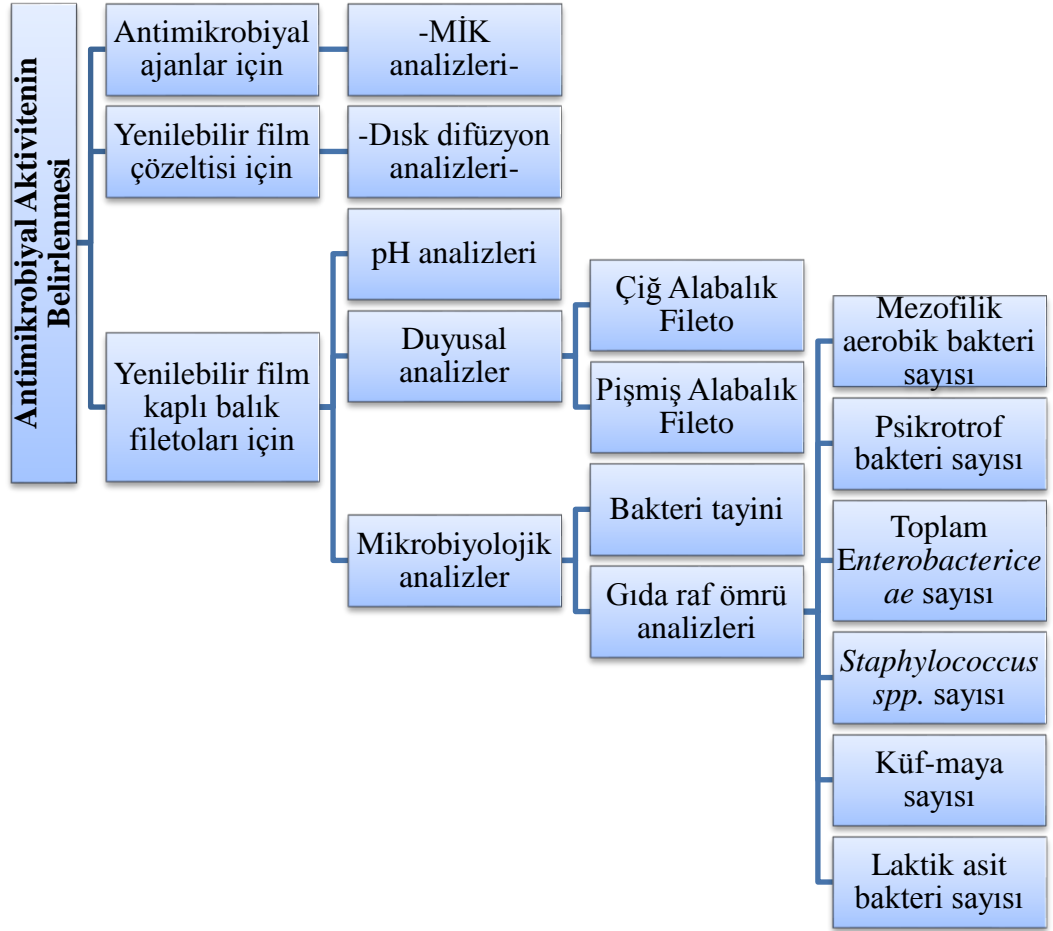 Antimikrobiyal Aktivitenin
Belirlenmesi
Antimikrobiyal
ajanlar için
-MİK
analizleri-
Yenilebilir film
çözeltisi için
-Dısk difüzyon
analizleri-
Yenilebilir film
kaplı balık
filetoları için
pH analizleri
Duyusal
analizler
Çiğ Alabalık
Fileto
Pişmiş Alabalık
Fileto
Mikrobiyolojik
analizler
Bakteri tayini
Gıda raf ömrü
analizleri
Mezofilik
aerobik bakteri
sayısı
Psikrotrof
bakteri sayısı
Toplam
Enterobacterice
ae sayısı
Staphylococcus
spp. sayısı
Küf-maya
sayısı
Laktik asit
bakteri sayısı